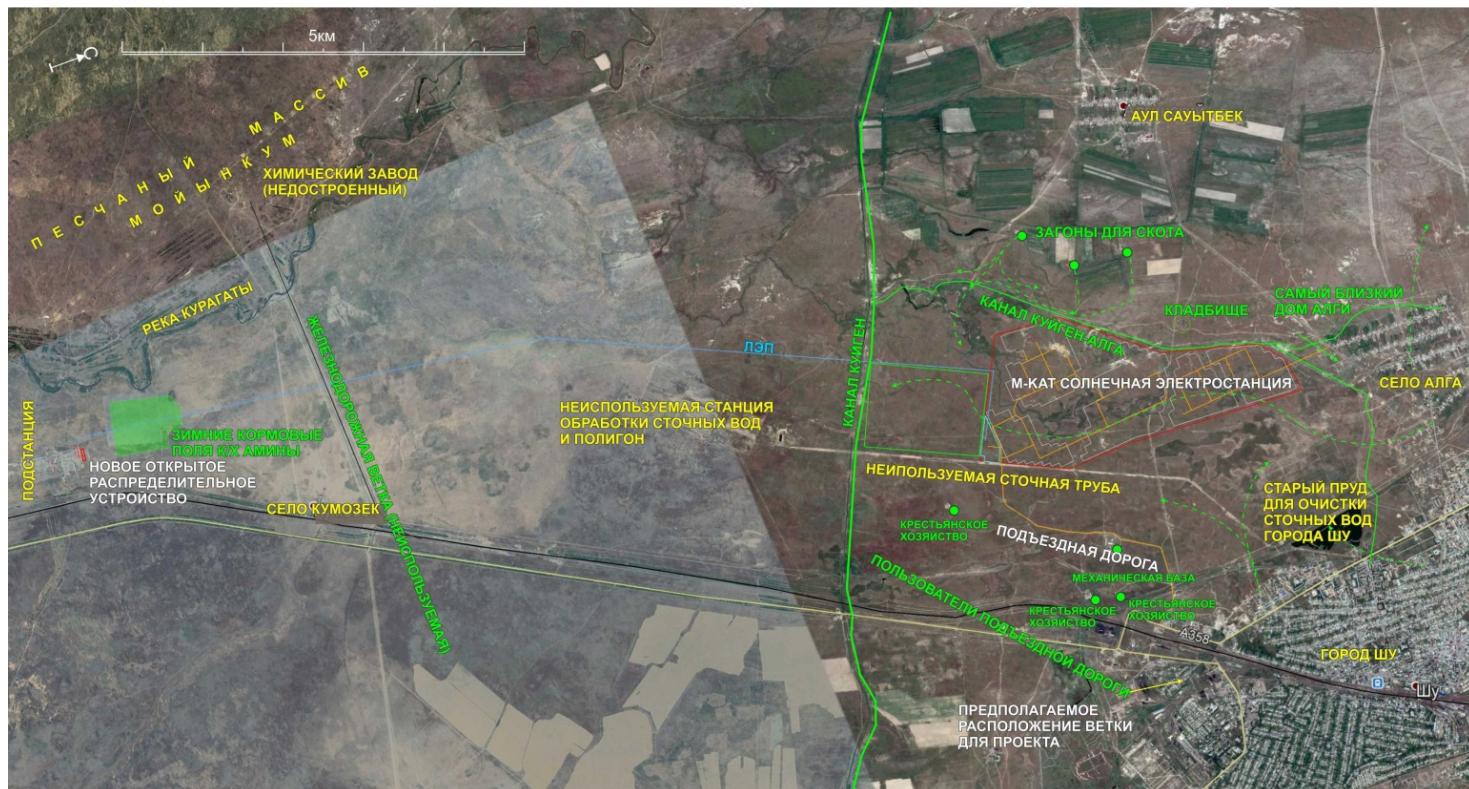 С
5км
ПЕСЧАНЫЙ МАССИВ
МОЙЫНКУМ
ХИМИЧЕСКИЙ ЗАВОД
(НЕДОСТРОЕННЫЙ)
АУЛ САУЫТБЕК
ЗАГОНЫ ДЛЯ СКОТА
РЕКА КУРАГАТЫ
ЖЕЛЕЗНОДОРОЖНАЯ ВЕТКА (НЕИСПОЛЬЗУЕМАЯ)
КАНАЛ КУЙГЕН-АЛГА
КЛАДБИЩЕ
САМЫЙ БЛИЗКИЙ
ДОМ АЛГИ
ЛЭП
КАНАЛ КУЙГЕН
М-КАТ СОЛНЕЧНАЯ ЭЛЕКТРОСТАНЦИЯ
СЕЛО АЛГА
ПОДСТАНЦИЯ
ЗИМНИЕ КОРМОВЫЕ
ПОЛЯ К/Х АМИНЫ
НЕИСПОЛЬЗУЕМАЯ СТАНЦИЯ
ОБРАБОТКИ СТОЧНЫХ ВОД
И ПОЛИГОН
НОВОЕ ОТКРЫТОЕ
РАСПРЕДЕЛИТЕЛЬНОЕ
УСТРОЙСТВО
НЕИПОЛЬЗУЕМАЯ СТОЧНАЯ ТРУБА
СЕЛО КУМОЗЕК
СТАРЫЙ ПРУД
ДЛЯ ОЧИСТКИ
СТОЧНЫХ ВОД
ГОРОДА ШУ
КРЕСТЬЯНСКОЕ
ХОЗЯЙСТВО
ПОДЪЕЗДНАЯ ДОРОГА
МЕХАНИЧЕСКАЯ БАЗА
ПОЛЬЗОВАТЕЛИ ПОДЪЕЗДНОЙ ДОРОГИ
КРЕСТЬЯНСКОЕ
ХОЗЯЙСТВО
КРЕСТЬЯНСКОЕ
ХОЗЯЙСТВО
А358
ГОРОД ШУ
Шу
ПРЕДПОЛАГАЕМОЕ
РАСПОЛОЖЕНИЕ ВЕТКИ
ДЛЯ ПРОЕКТА